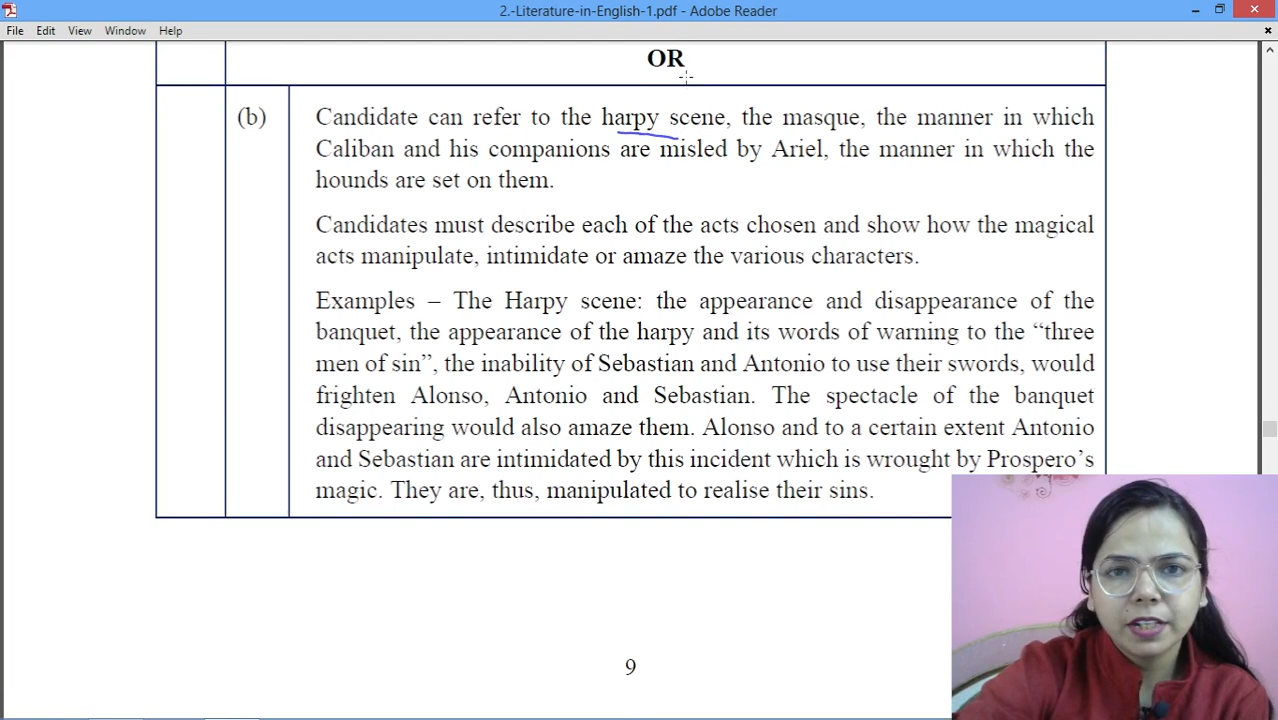 2.-Literature-in-English-1.pdf - Adobe Reader
File Edit View Window Help
OR
(b) Candidate can refer to the harpy scene, the masque, the manner in which
Caliban and his companions are misled by Ariel, the manner in which the
hounds are set on them.
Candidates must describe each of the acts chosen and show how the magical
acts manipulate, intimidate or amaze the various characters.
Examples – The Harpy scene: the appearance and disappearance of the
banquet, the appearance of the harpy and its words of warning to the “three
men of sin”, the inability of Sebastian and Antonio to use their swords, would
frighten Alonso, Antonio and Sebastian. The spectacle of the banquet
disappearing would also amaze them. Alonso and to a certain extent Antonio
and Sebastian are intimidated by this incident which is wrought by Prospero’s
magic. They are, thus, manipulated to realise their sins.
9